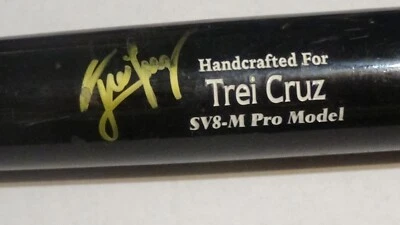 Handcrafted For
Trei Cruz
SV8-M Pro Model